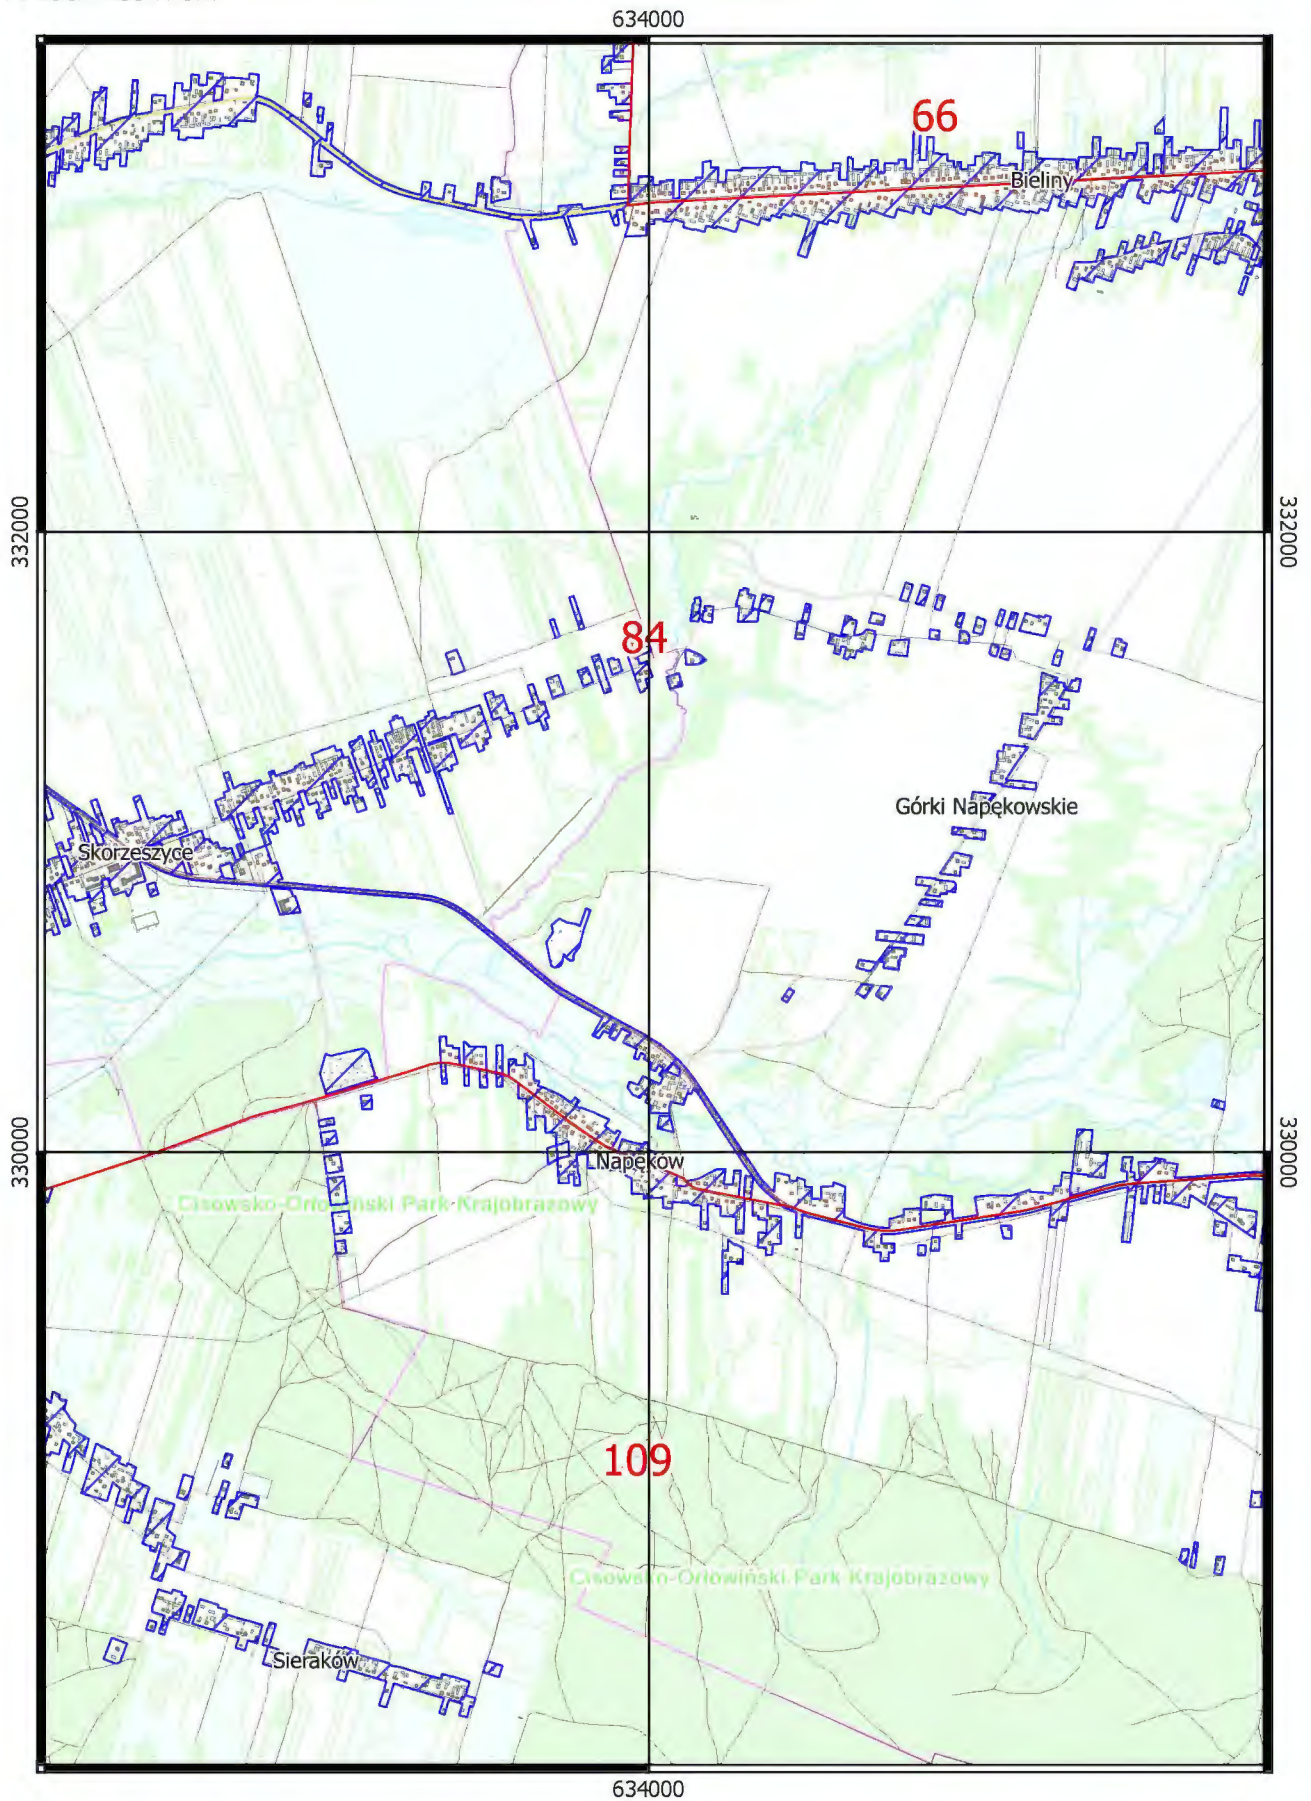 634000
66
Bieliny
332000
332000
84
Górki Napękowskie
Skorzeszyce
330000
330000
Napęków
Cisowsko-Orłowiński Park Krajobrazowy
109
Cisowsko-Orłowiński Park Krajobrazowy
Sieraków
634000